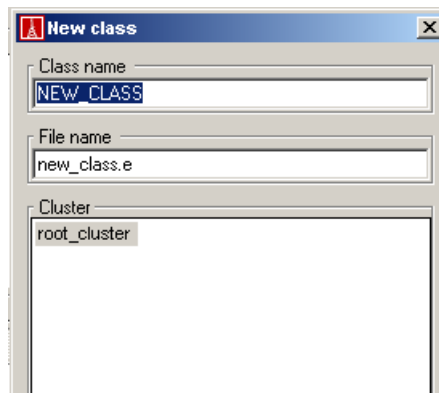 New class
Class name
NEW_CLASS
File name
new_class.e
Cluster
root_cluster